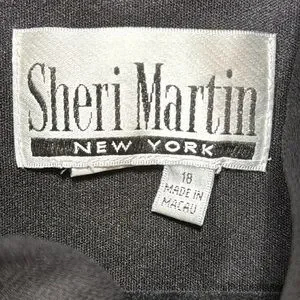 Sheri Martin
NEW YORK
18
MADE IN
MACAU